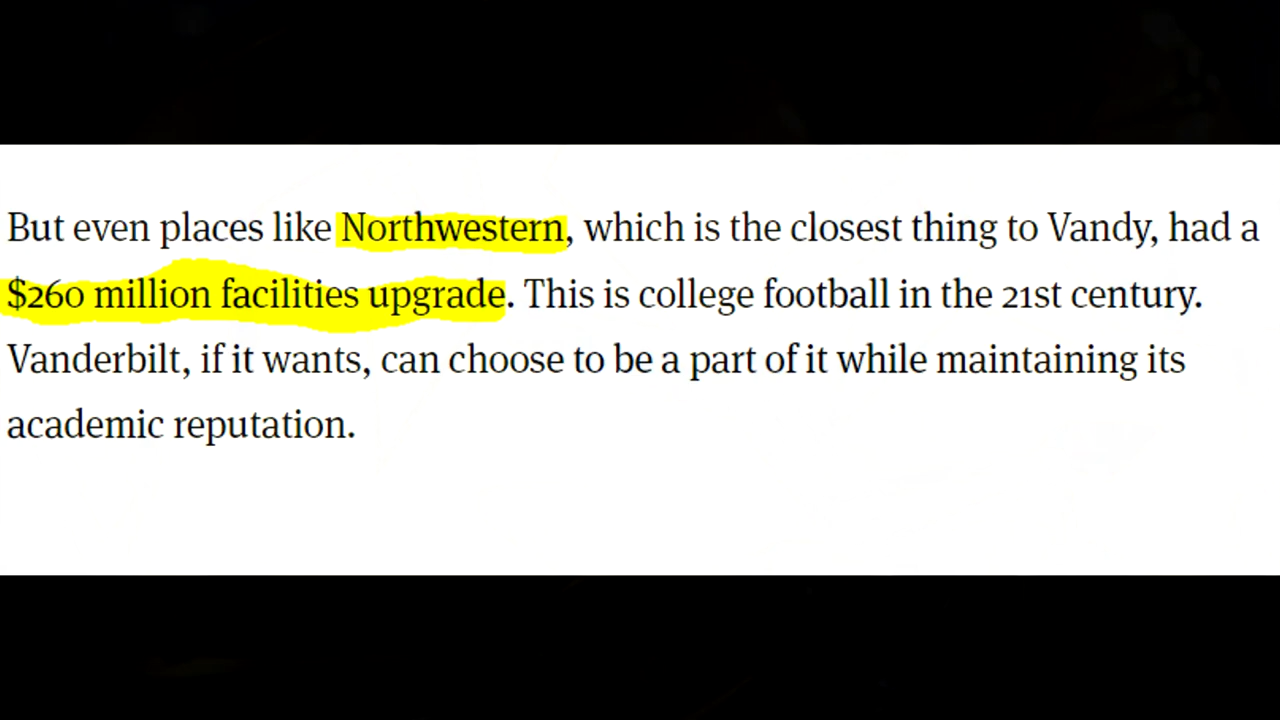 But even places like Northwestern, which is the closest thing to Vandy, had a
$260 million facilities upgrade. This is college football in the 21st century.
Vanderbilt, if it wants, can choose to be a part of it while maintaining its
academic reputation.